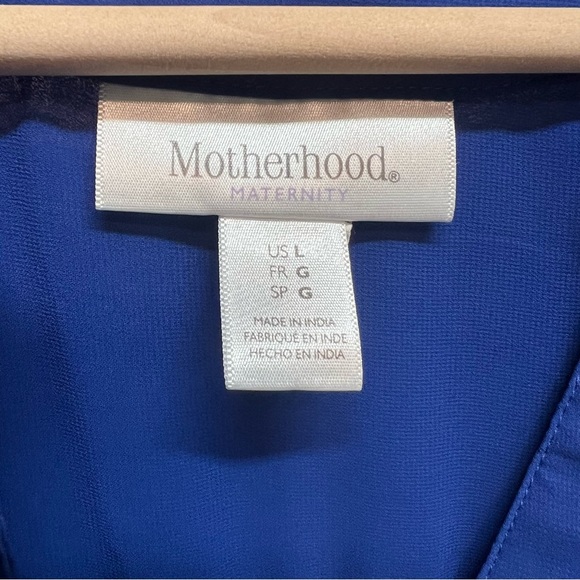 Motherhood®
MATERNITY
US L
FR G
SP G
MADE IN INDIA
FABRIQUÉ EN INDE
HECHO EN INDIA